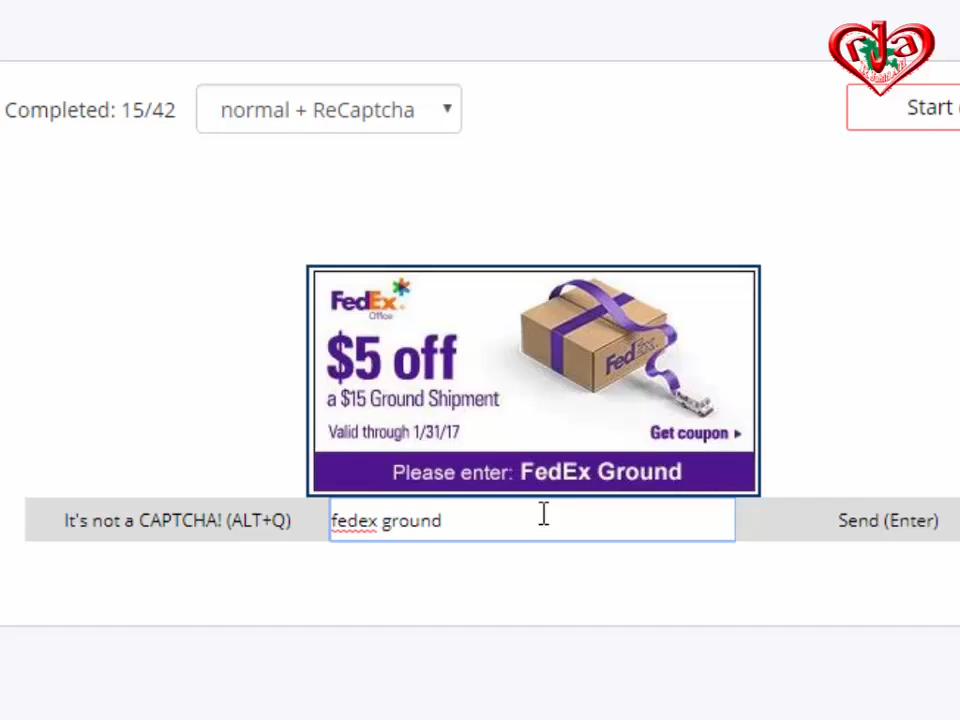 rJa
Completed: 15/42
normal + ReCaptcha
Start
FedEx
Office
$5 off
a $15 Ground Shipment
Valid through 1/31/17
FedEx
Get coupon
Please enter: FedEx Ground
It's not a CAPTCHA! (ALT+Q)
fedex ground
Send (Enter)